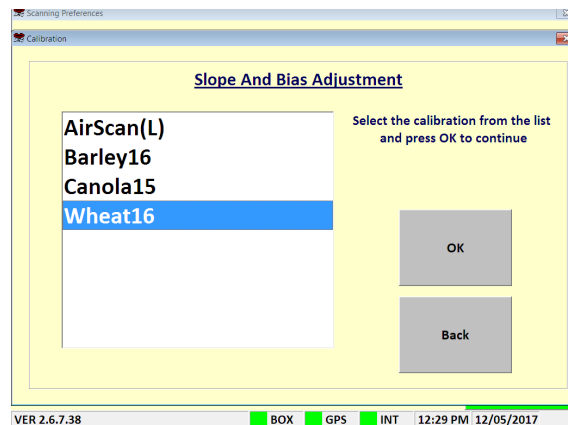 Scanning Preferences
Calibration
Slope And Bias Adjustment
AirScan(L)
Barley16
Canola15
Wheat16
Select the calibration from the list
and press OK to continue
OK
Back
VER 2.6.7.38 BOX GPS INT 12:29 PM 12/05/2017